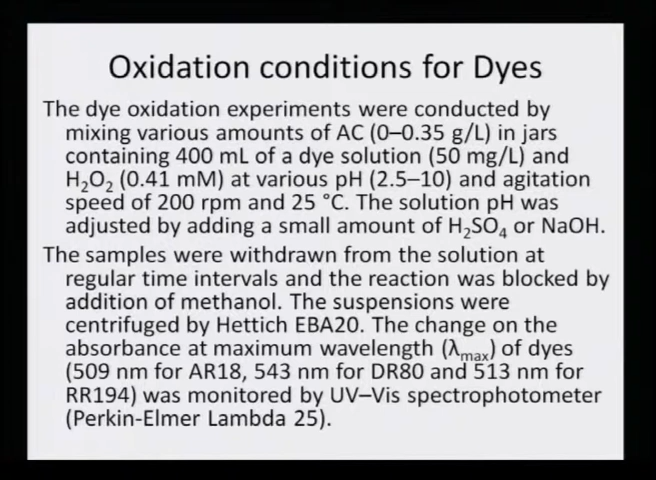 Oxidation conditions for Dyes
The dye oxidation experiments were conducted by
mixing various amounts of AC (0–0.35 g/L) in jars
containing 400 mL of a dye solution (50 mg/L) and
H₂O₂ (0.41 mM) at various pH (2.5–10) and agitation
speed of 200 rpm and 25 °C. The solution pH was
adjusted by adding a small amount of H₂SO₄ or NaOH.
The samples were withdrawn from the solution at
regular time intervals and the reaction was blocked by
addition of methanol. The suspensions were
centrifuged by Hettich EBA20. The change on the
absorbance at maximum wavelength (λmax) of dyes
(509 nm for AR18, 543 nm for DR80 and 513 nm for
RR194) was monitored by UV–Vis spectrophotometer
(Perkin-Elmer Lambda 25).